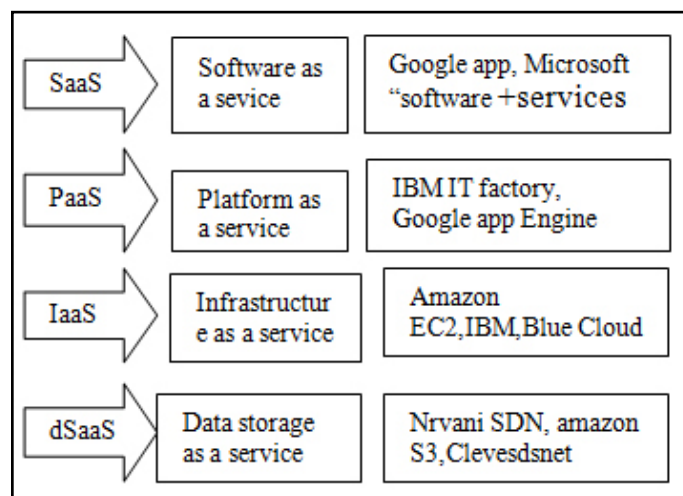 SaaS
Software as
a sevice
Google app, Microsoft
“software +services
PaaS
Platform as
a service
IBM IT factory,
Google app Engine
IaaS
Infrastructur
e as a service
Amazon
EC2,IBM,Blue Cloud
dSaaS
Data storage
as a service
Nrvani SDN, amazon
S3,Clevesdsnet